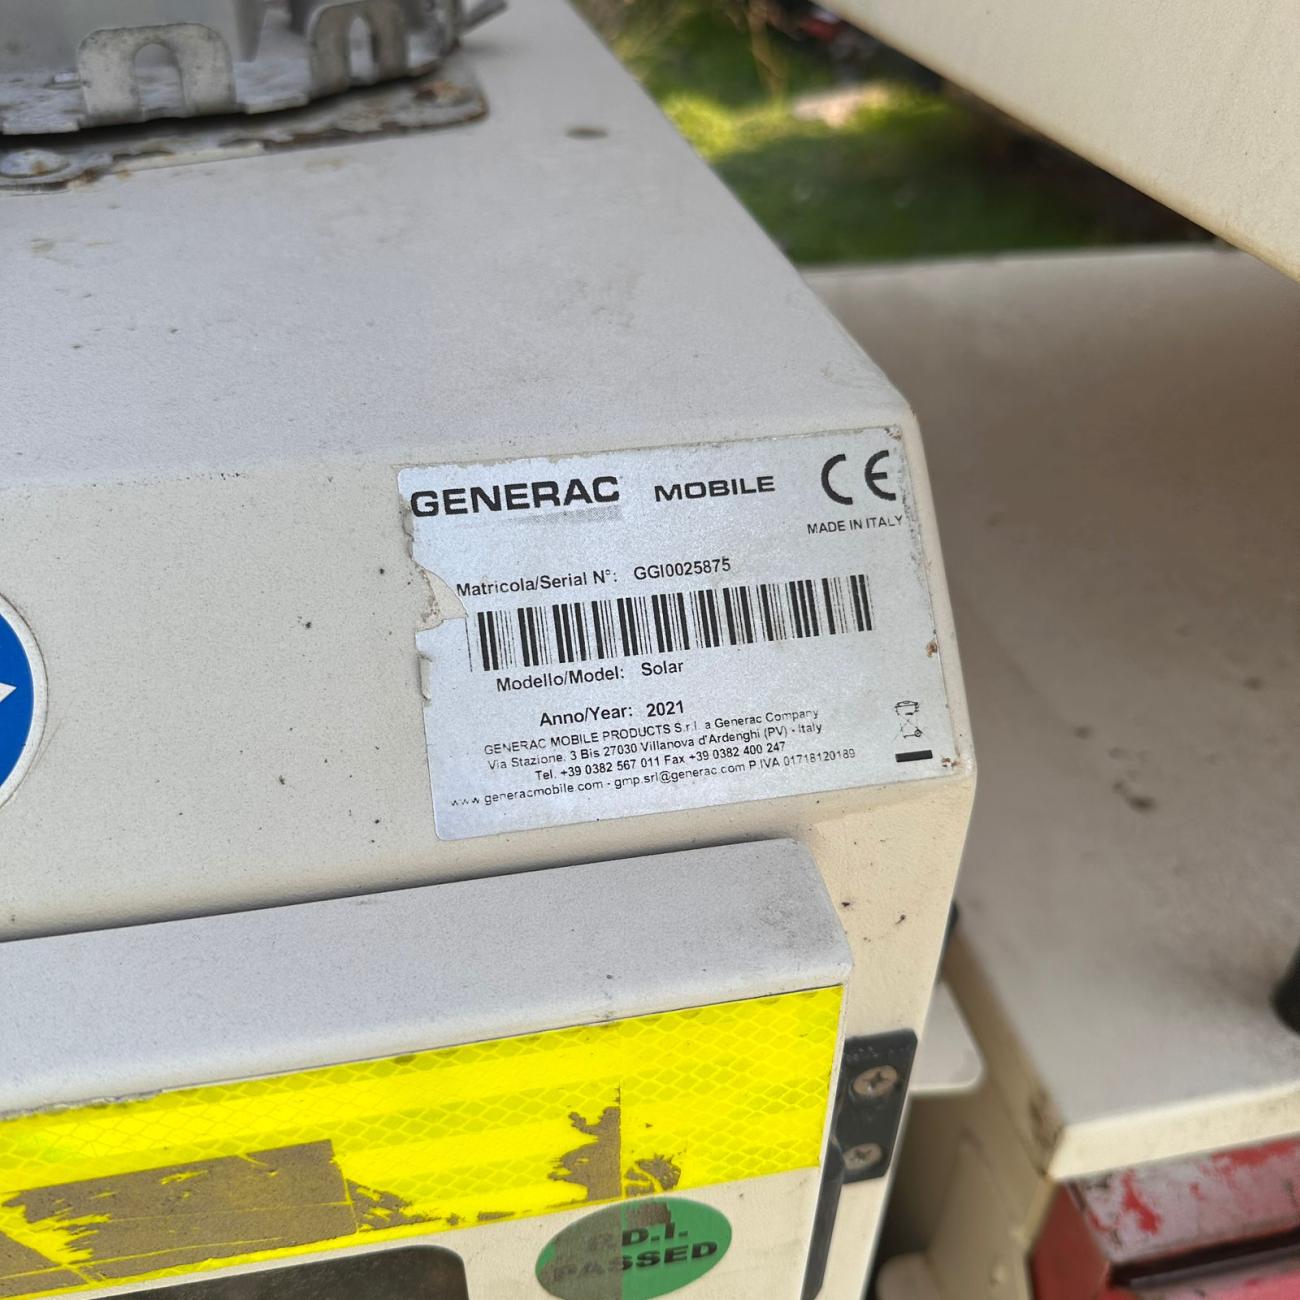 GENERAC MOBILE CE
MADE IN ITALY
Matricola/Serial N°: GGI0025875
Modello/Model: Solar
Anno/Year: 2021
GENERAC MOBILE PRODUCTS S.r.l. a Generac Company
Via Stazione, 3 Bis 27030 Villanova d'Ardenghi (PV) - Italy
Tel. +39 0382 567 011 Fax +39 0382 400 247
www.generacmobile.com - gmp.srl@generac.com P.IVA 01718120189
P.D.I.
PASSED